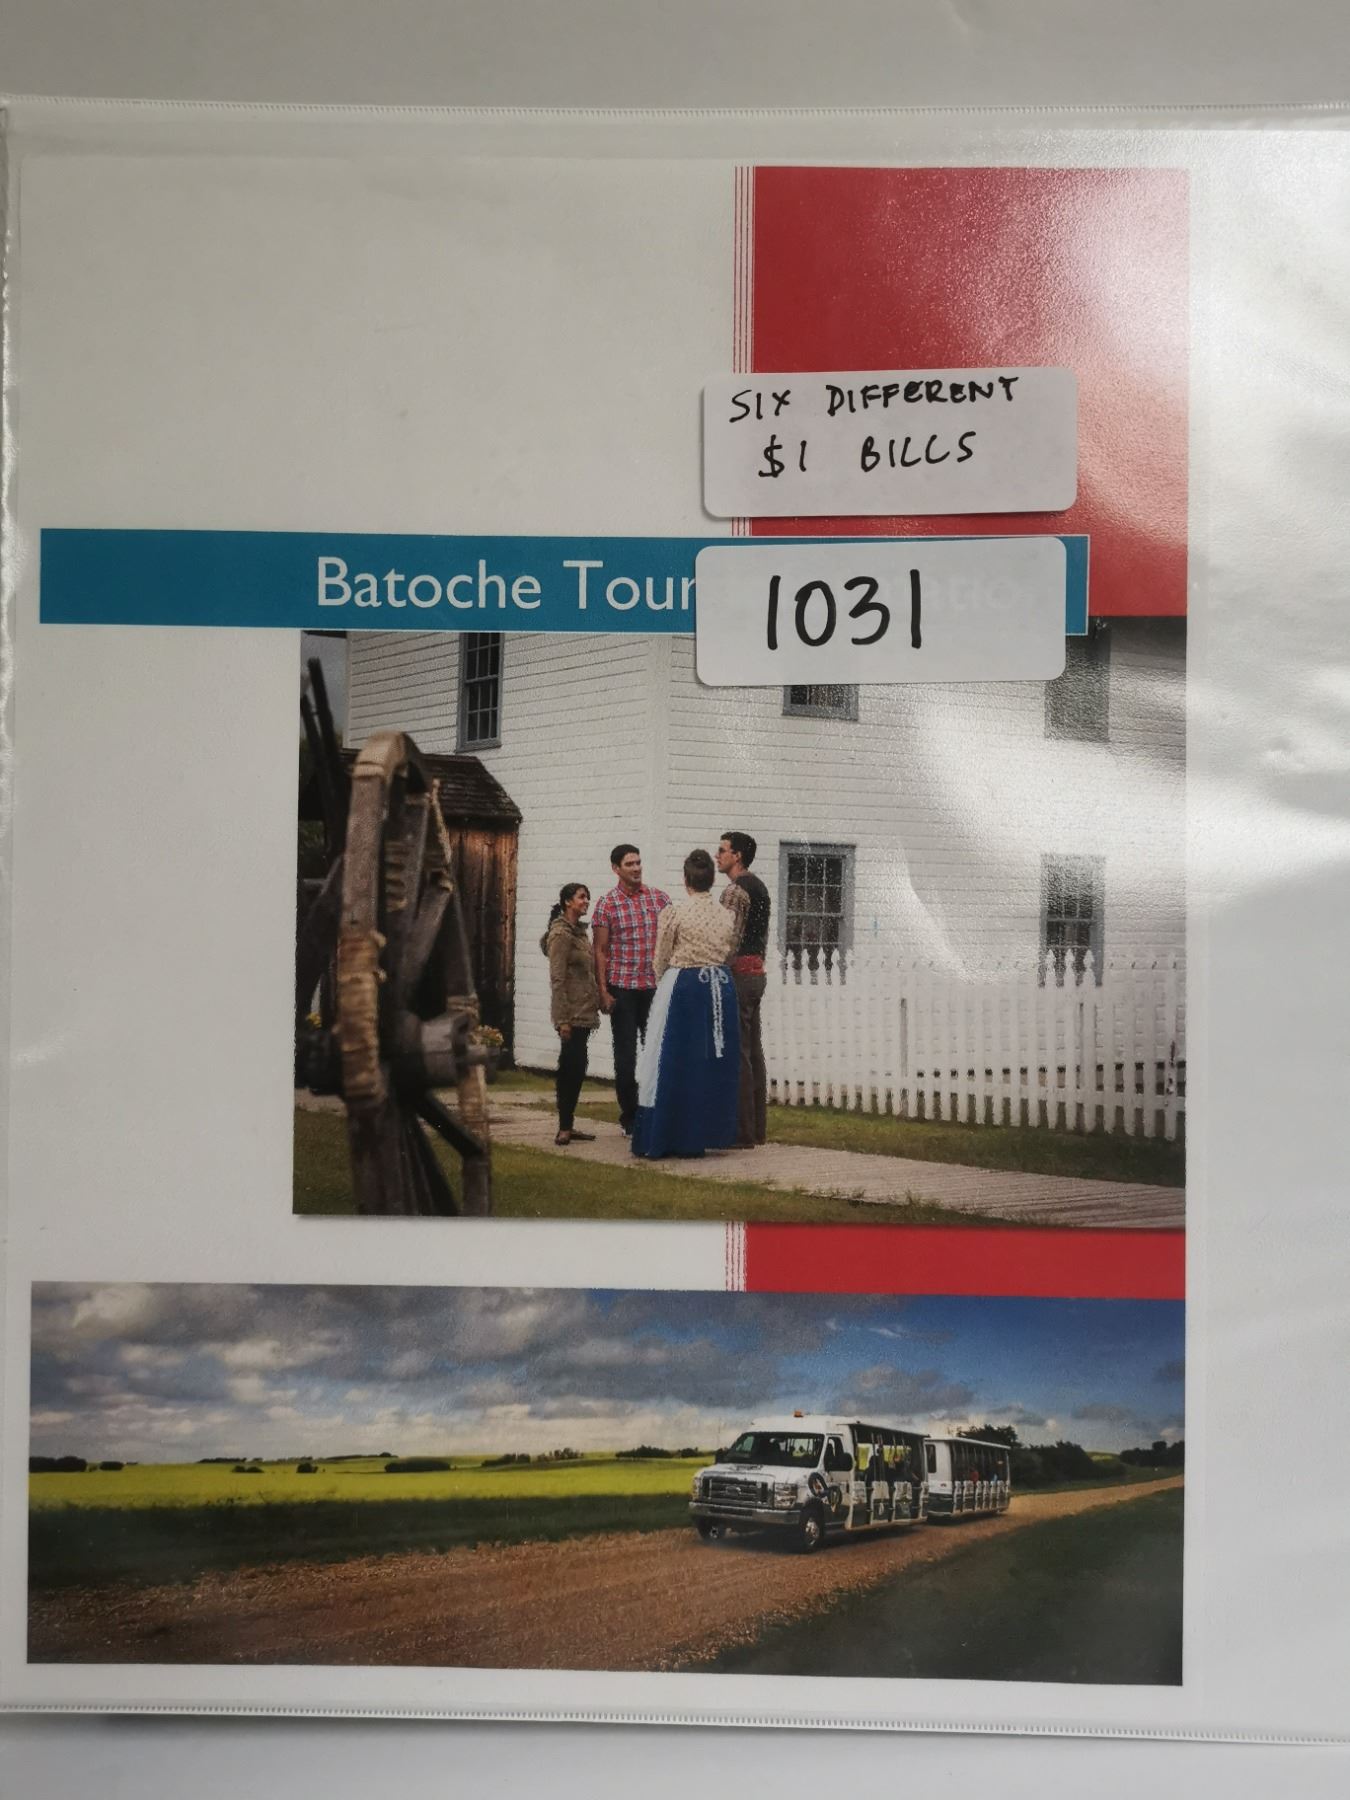 SIX DIFFERENT
$1 BILLS
Batoche Tour
1031